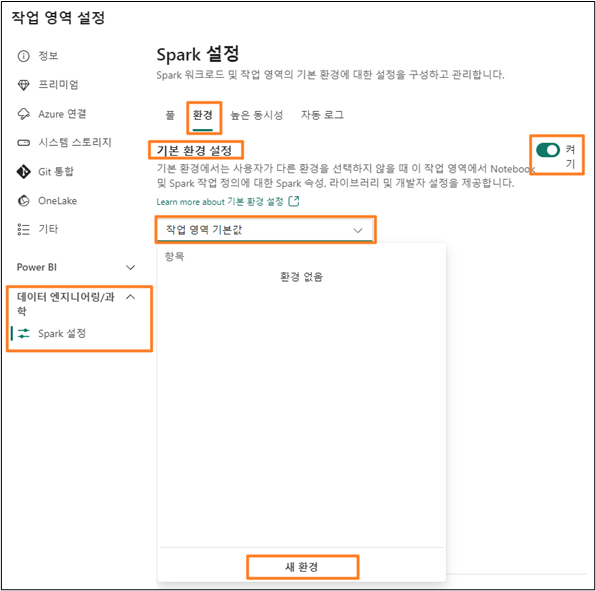 작업 영역 설정
정보
프리미엄
Azure 연결
시스템 스토리지
Git 통합
OneLake
기타
Power BI
데이터 엔지니어링/과
학
Spark 설정
Spark 설정
Spark 워크로드 및 작업 영역의 기본 환경에 대한 설정을 구성하고 관리합니다.
풀 환경 높은 동시성 자동 로그
기본 환경 설정
켜
기
기본 환경에서는 사용자가 다른 환경을 선택하지 않을 때 이 작업 영역에서 Notebook
및 Spark 작업 정의에 대한 Spark 속성, 라이브러리 및 개발자 설정을 제공합니다.
Learn more about 기본 환경 설정
작업 영역 기본값
항목
환경 없음
새 환경